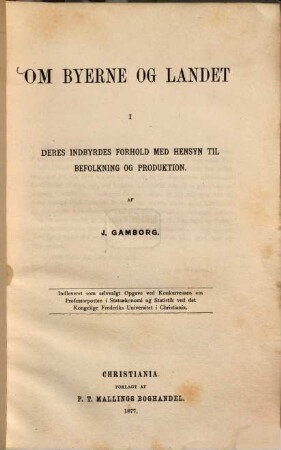 OM BYERNE OG LANDET
I
DERES INDBYRDES FORHOLD MED HENSYN TIL
BEFOLKNING OG PRODUKTION.
AF
J. GAMBORG.
Indleveret som selvvalgt Opgave ved Konkurrencen om
Professorposten i Statsøkonomi og Statistik ved det
Kongelige Frederiks Universitet i Christiania.
CHRISTIANIA.
FORLAGT AF
P. T. MALLINGS BOGHANDEL.
1877.